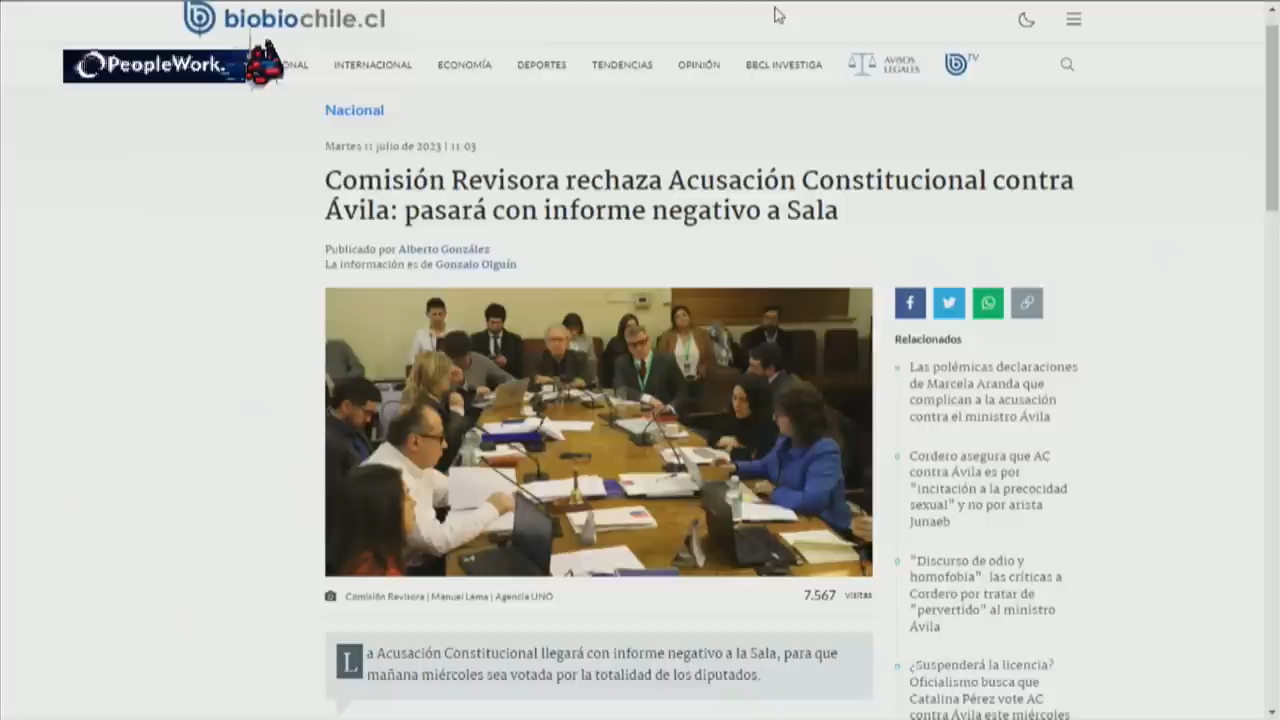 biobiochile.cl
PeopleWork.
ONAL INTERNACIONAL ECONOMÍA DEPORTES TENDENCIAS OPINIÓN BBCL INVESTIGA AVISOS LEGALES TV
Nacional
Martes 11 julio de 2023 | 11:03
Comisión Revisora rechaza Acusación Constitucional contra
Ávila: pasará con informe negativo a Sala
Publicado por Alberto González
La información es de Gonzalo Olguín
Comisión Revisora | Manuel Lema | Agencia UNO
7.567 visitas
La Acusación Constitucional llegará con informe negativo a la Sala, para que
mañana miércoles sea votada por la totalidad de los diputados.
Relacionados
Las polémicas declaraciones
de Marcela Aranda que
complican a la acusación
contra el ministro Ávila
Cordero asegura que AC
contra Ávila es por
"incitación a la precocidad
sexual" y no por arista
Junaeb
"Discurso de odio y
homofobia" las críticas a
Cordero por tratar de
"pervertido" al ministro
Ávila
¿Suspenderá la licencia?
Oficialismo busca que
Catalina Pérez vote AC
contra Ávila este miércoles